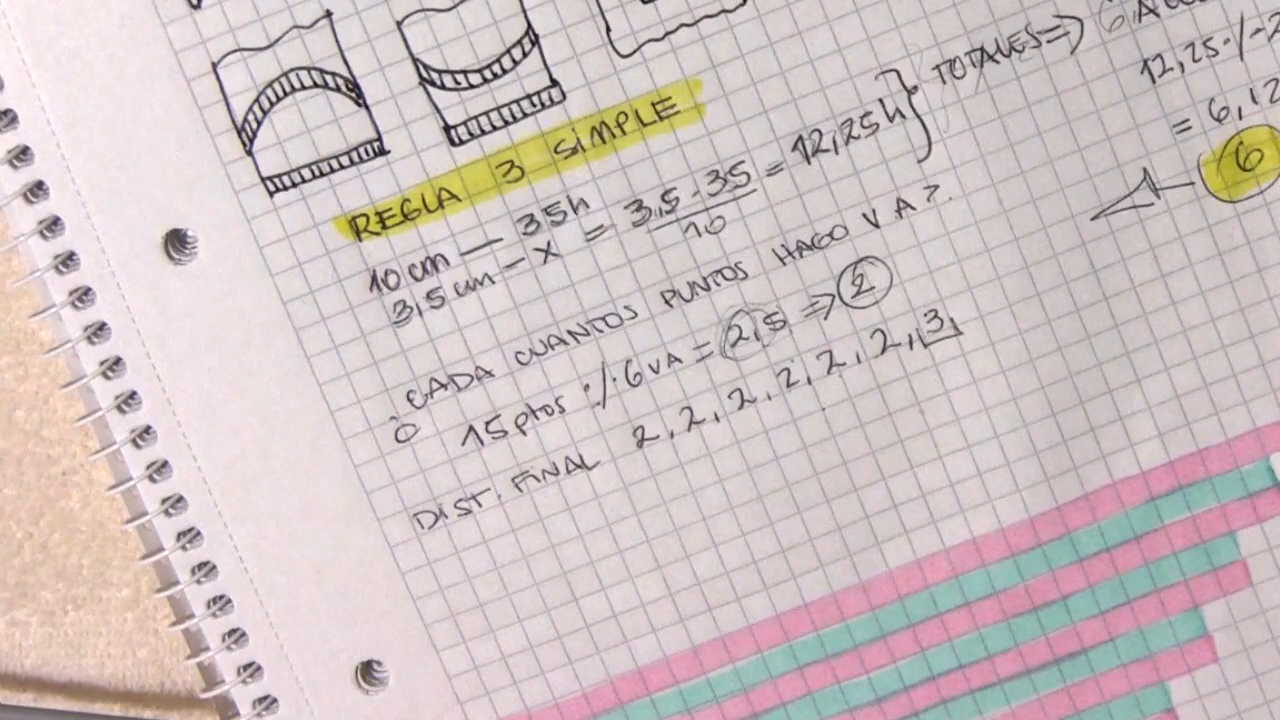 REGLA 3 SIMPLE
10 cm — 35h
3,5 cm — X = 3,5 · 35 / 10 = 12,25h } TOTALES =>
12,25 ·/·
= 6,12
6
¿CADA CUANTOS PUNTOS HAGO VA?
15ptos ·/· 6 VA = 2,5 => 2
DIST. FINAL 2, 2, 2, 2, 2, 2, 3,